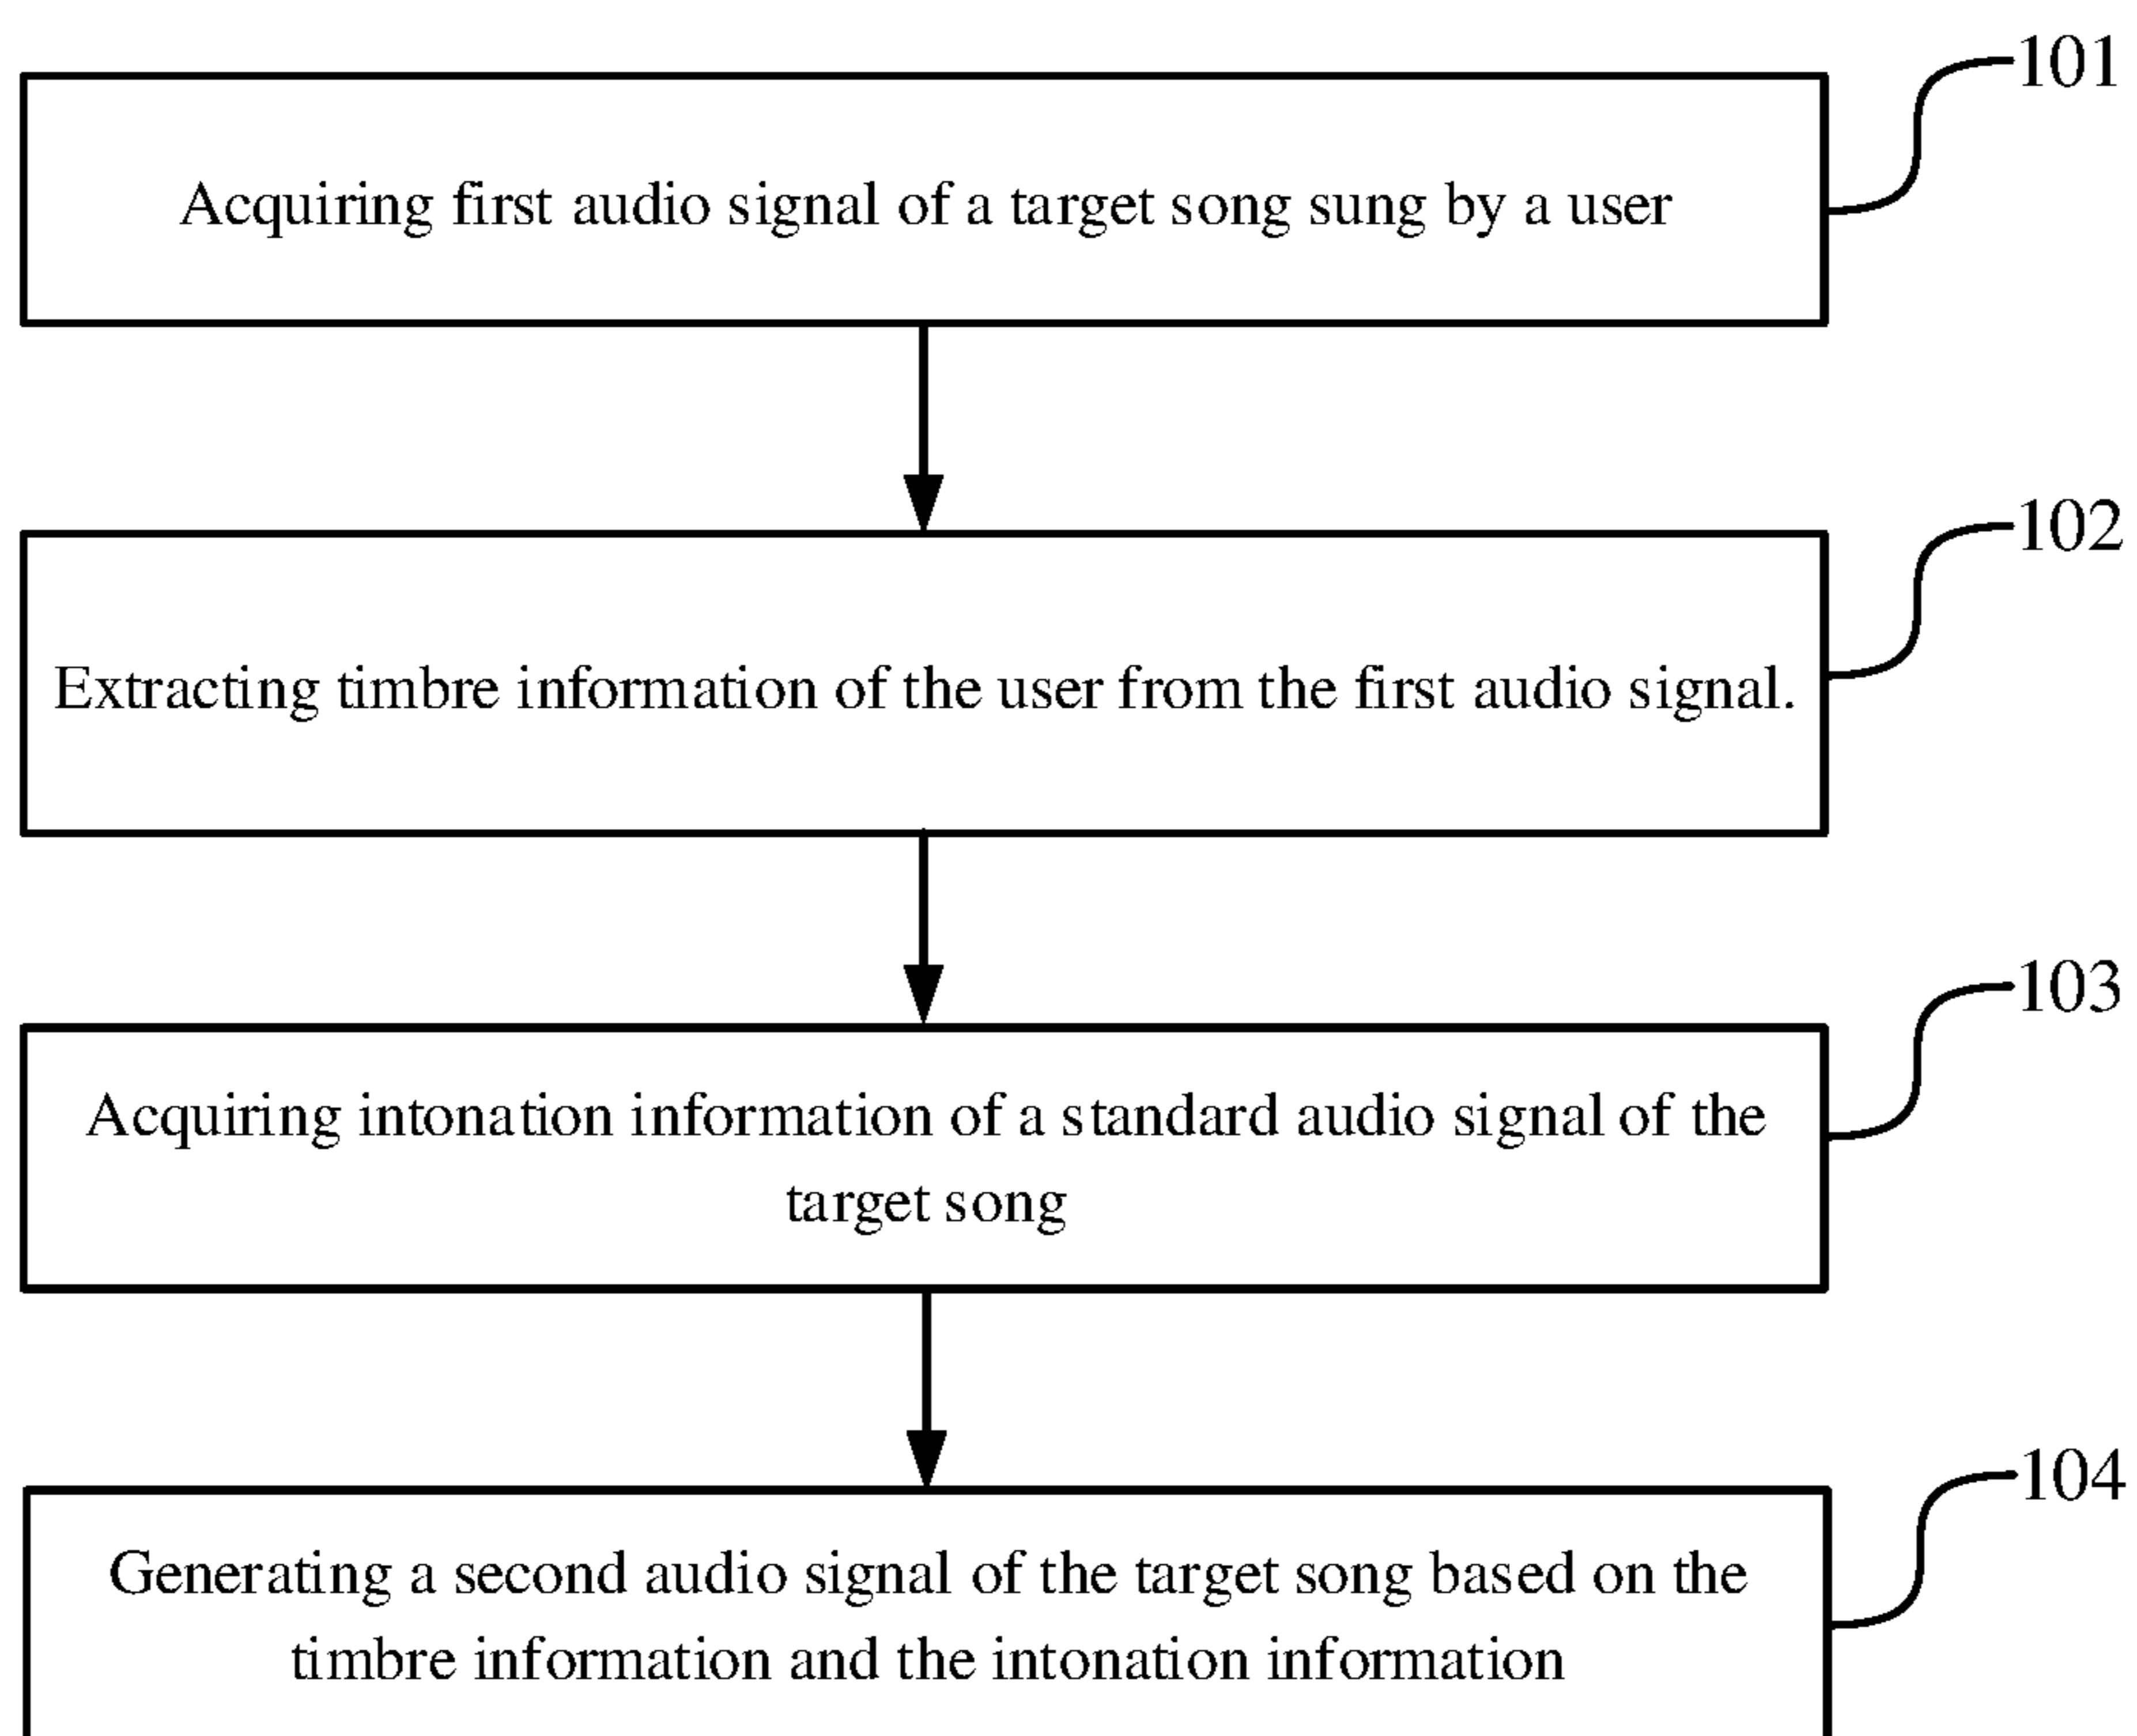 101
Acquiring first audio signal of a target song sung by a user
102
Extracting timbre information of the user from the first audio signal.
103
Acquiring intonation information of a standard audio signal of the
target song
104
Generating a second audio signal of the target song based on the
timbre information and the intonation information